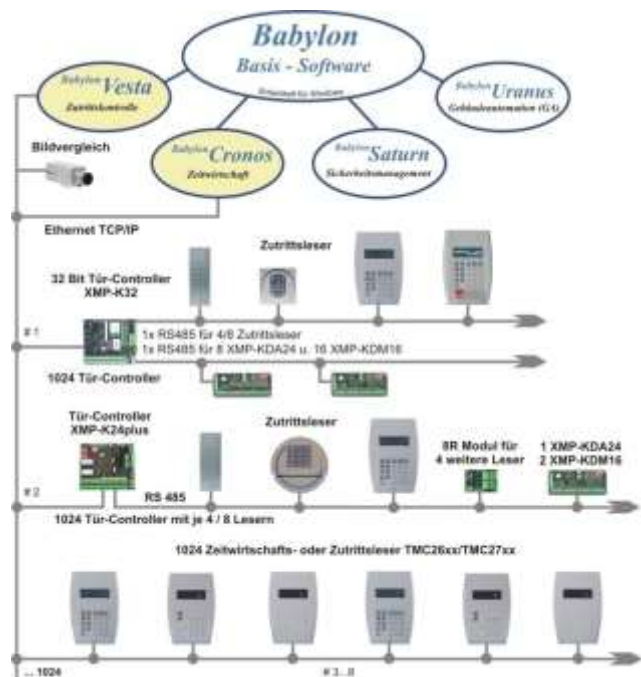 Babylon
Basis - Software
Babylon Vesta
Zutrittskontrolle
Babylon Uranus
Gebäudeautomation (GA)
Bildvergleich
Babylon Cronos
Zeitwirtschaft
Babylon Saturn
Sicherheitsmanagement
Ethernet TCP/IP
Zutrittsleser
32 Bit Tür-Controller
XMP-K32
# 1
1x RS485 für 4/8 Zutrittsleser
1x RS485 für 8 XMP-KDA24 u. 16 XMP-KDM16
1024 Tür-Controller
Tür-Controller
XMP-K24plus
Zutrittsleser
8R Modul für
4 weitere Leser
1 XMP-KDA24
2 XMP-KDM16
# 2
RS 485
1024 Tür-Controller mit je 4 / 8 Lesern
1024 Zeitwirtschafts- oder Zutrittsleser TMC26xx/TMC27xx
... 1024
# 3...8